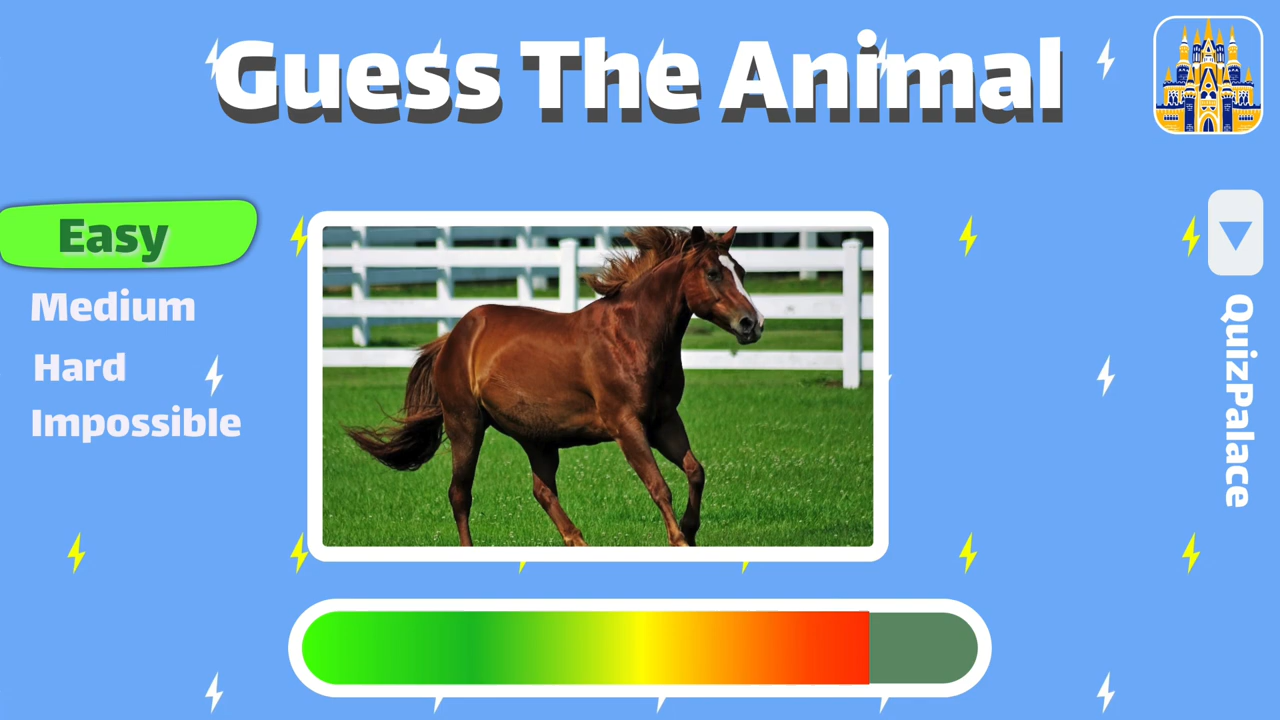 Guess The Animal
Easy
Medium
Hard
Impossible
QuizPalace